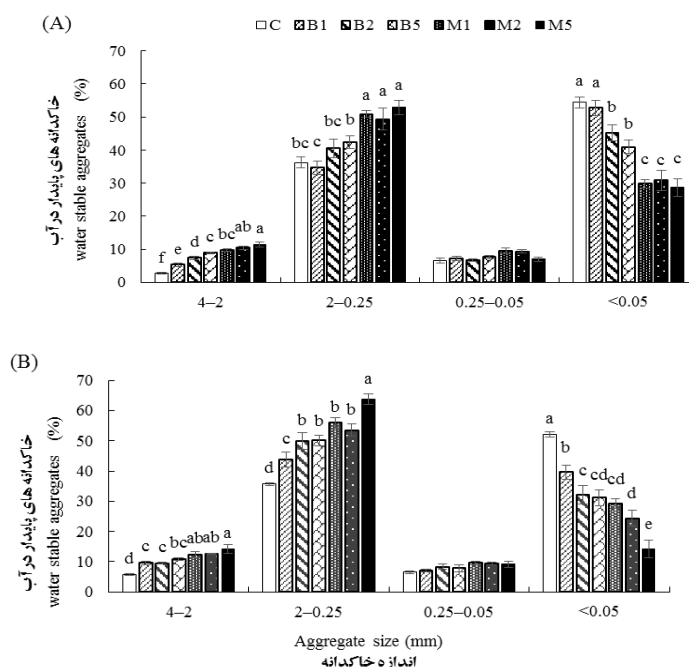 (A)
C B1 B2 B5 M1 M2 M5
خاکدانه های پایدار در آب
water stable aggregates (%)
70
60
50
40
30
20
10
0
f e d c bc ab a
bc c bc b a a a
a a b b c c c
4–2 2–0.25 0.25–0.05 <0.05
(B)
خاکدانه های پایدار در آب
water stable aggregates (%)
80
70
60
50
40
30
20
10
0
d c c bc ab ab a
d c b b b b a
a b c cd cd d e
4–2 2–0.25 0.25–0.05 <0.05
Aggregate size (mm)
اندازه خاکدانه